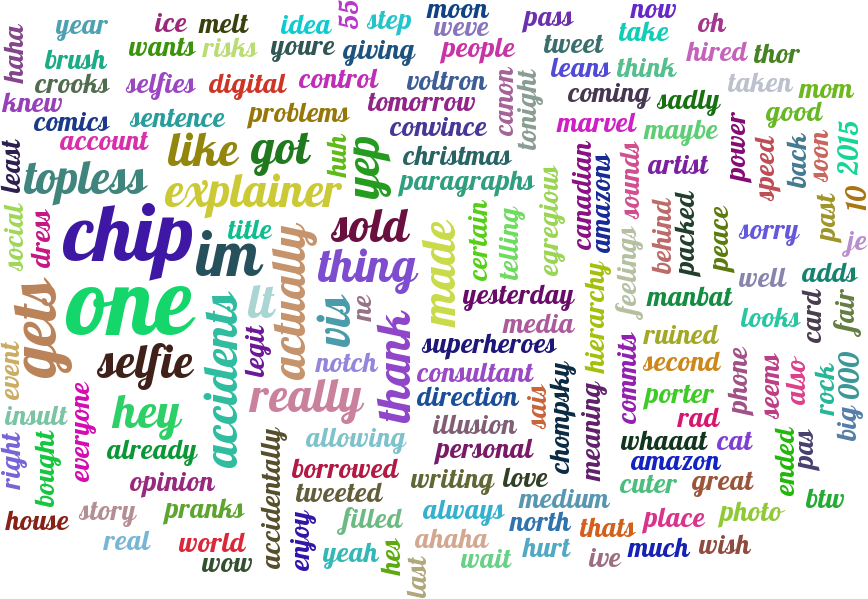 haha
year
ice
melt
idea
55
step
moon
weve
pass
now
take
oh
brush
wants
risks
youre
giving
people
tweet
hired
thor
leans
think
crooks
selfies
digital
control
voltron
canon
tonight
coming
sadly
taken
mom
knew
comics
sentence
problems
tomorrow
good
account
convince
marvel
maybe
power
speed
back
soon
2015
least
topless
like
got
huh
yep
christmas
canadian
amazons
sounds
artist
explainer
paragraphs
egregious
10
social
dress
chip
title
im
actually
sold
made
certain
telling
feelings
behind
packed
peace
sorry
past
je
thing
gets
one
accidents
lt
vis
ne
yesterday
hierarchy
manbat
well
adds
media
looks
card
fair
legit
thank
superheroes
commits
ruined
event
selfie
notch
consultant
second
phone
seems
also
rock
big 000
really
direction
sais
chompsky
meaning
porter
insult
everyone
hey
illusion
rad
right
bought
already
accidentally
allowing
personal
whaaat
cat
ended
pas
borrowed
amazon
opinion
tweeted
writing
love
cuter
great
house
story
pranks
enjoy
filled
always
medium
north
thats
place
photo
btw
real
world
yeah
hes
ahaha
wait
hurt
ive
much
wish
wow
last